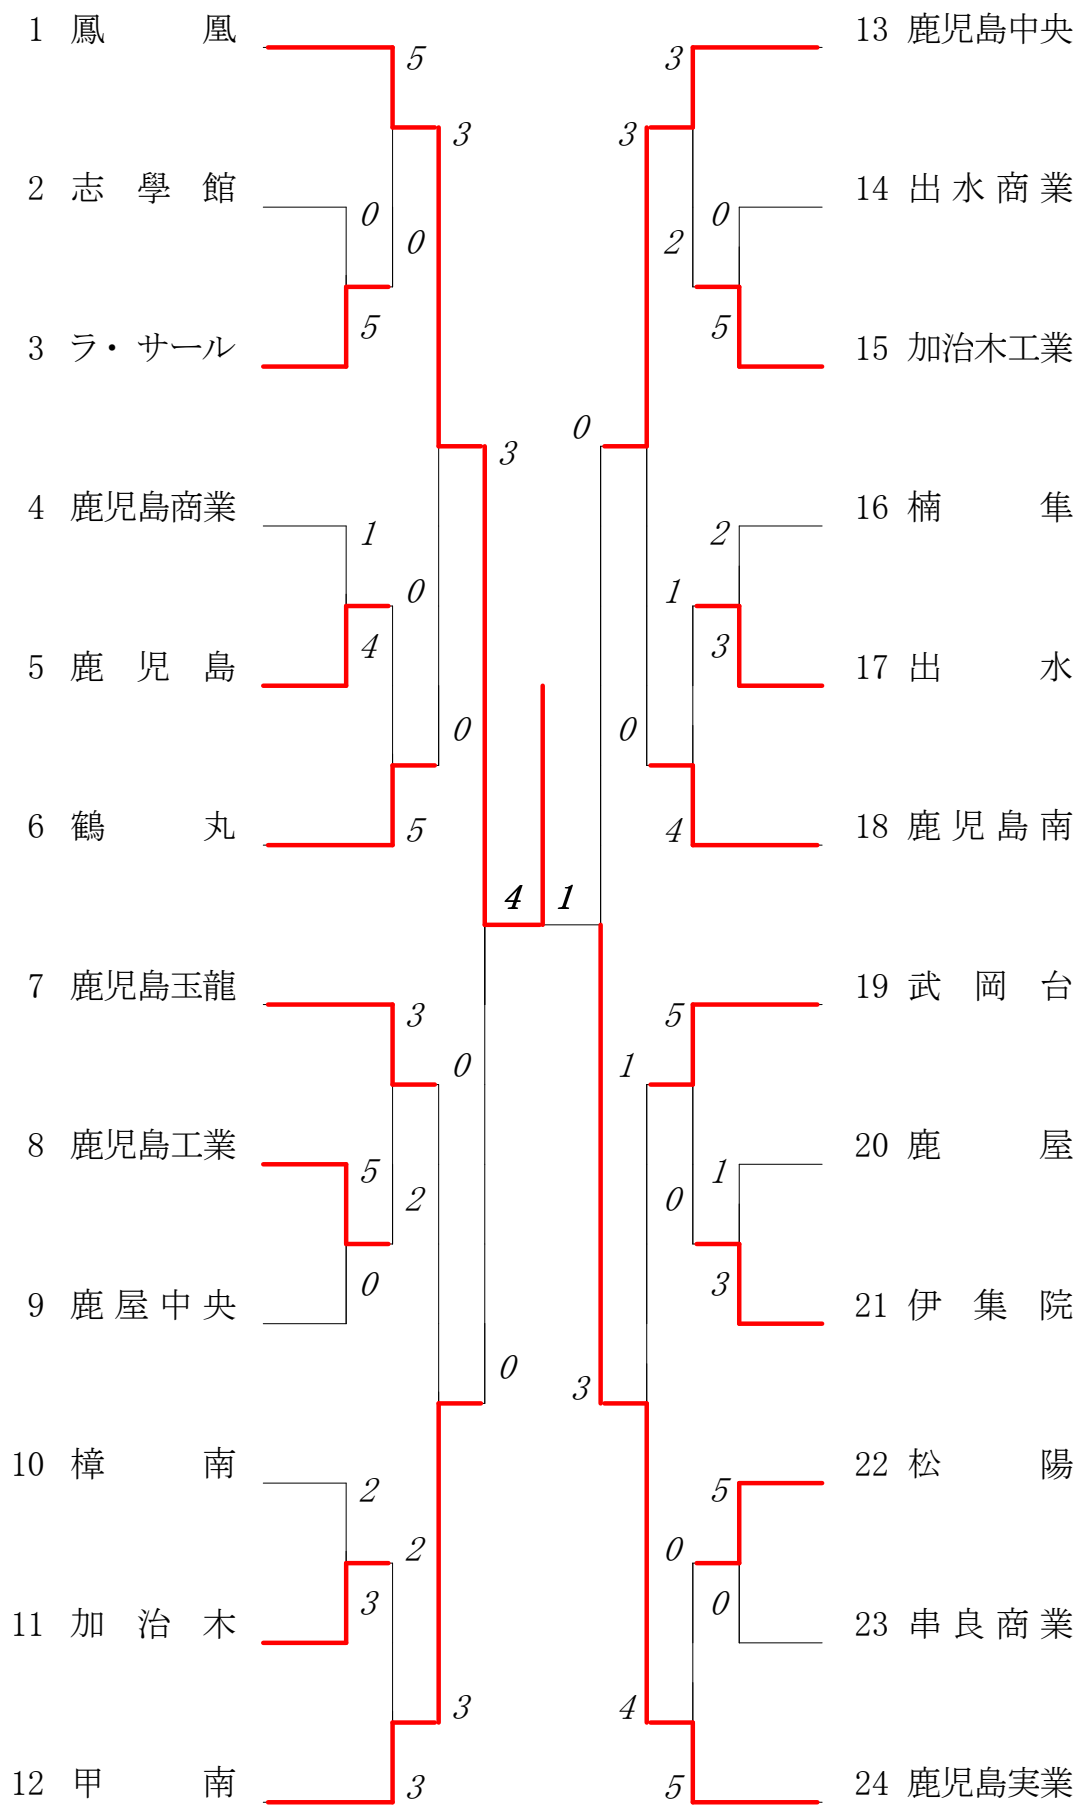 1 鳳凰
5
3
2 志學館
0
0
3 ラ・サール
5
3
4 鹿児島商業
1
0
5 鹿児島
4
0
6 鶴丸
5
4
7 鹿児島玉龍
3
0
8 鹿児島工業
5
2
9 鹿屋中央
0
0
10 樟南
2
2
11 加治木
3
3
12 甲南
3
13 鹿児島中央
3
3
14 出水商業
0
2
15 加治木工業
5
0
16 楠隼
2
1
17 出水
3
0
18 鹿児島南
4
1
19 武岡台
5
1
20 鹿屋
1
0
21 伊集院
3
3
22 松陽
5
0
23 串良商業
0
4
24 鹿児島実業
5